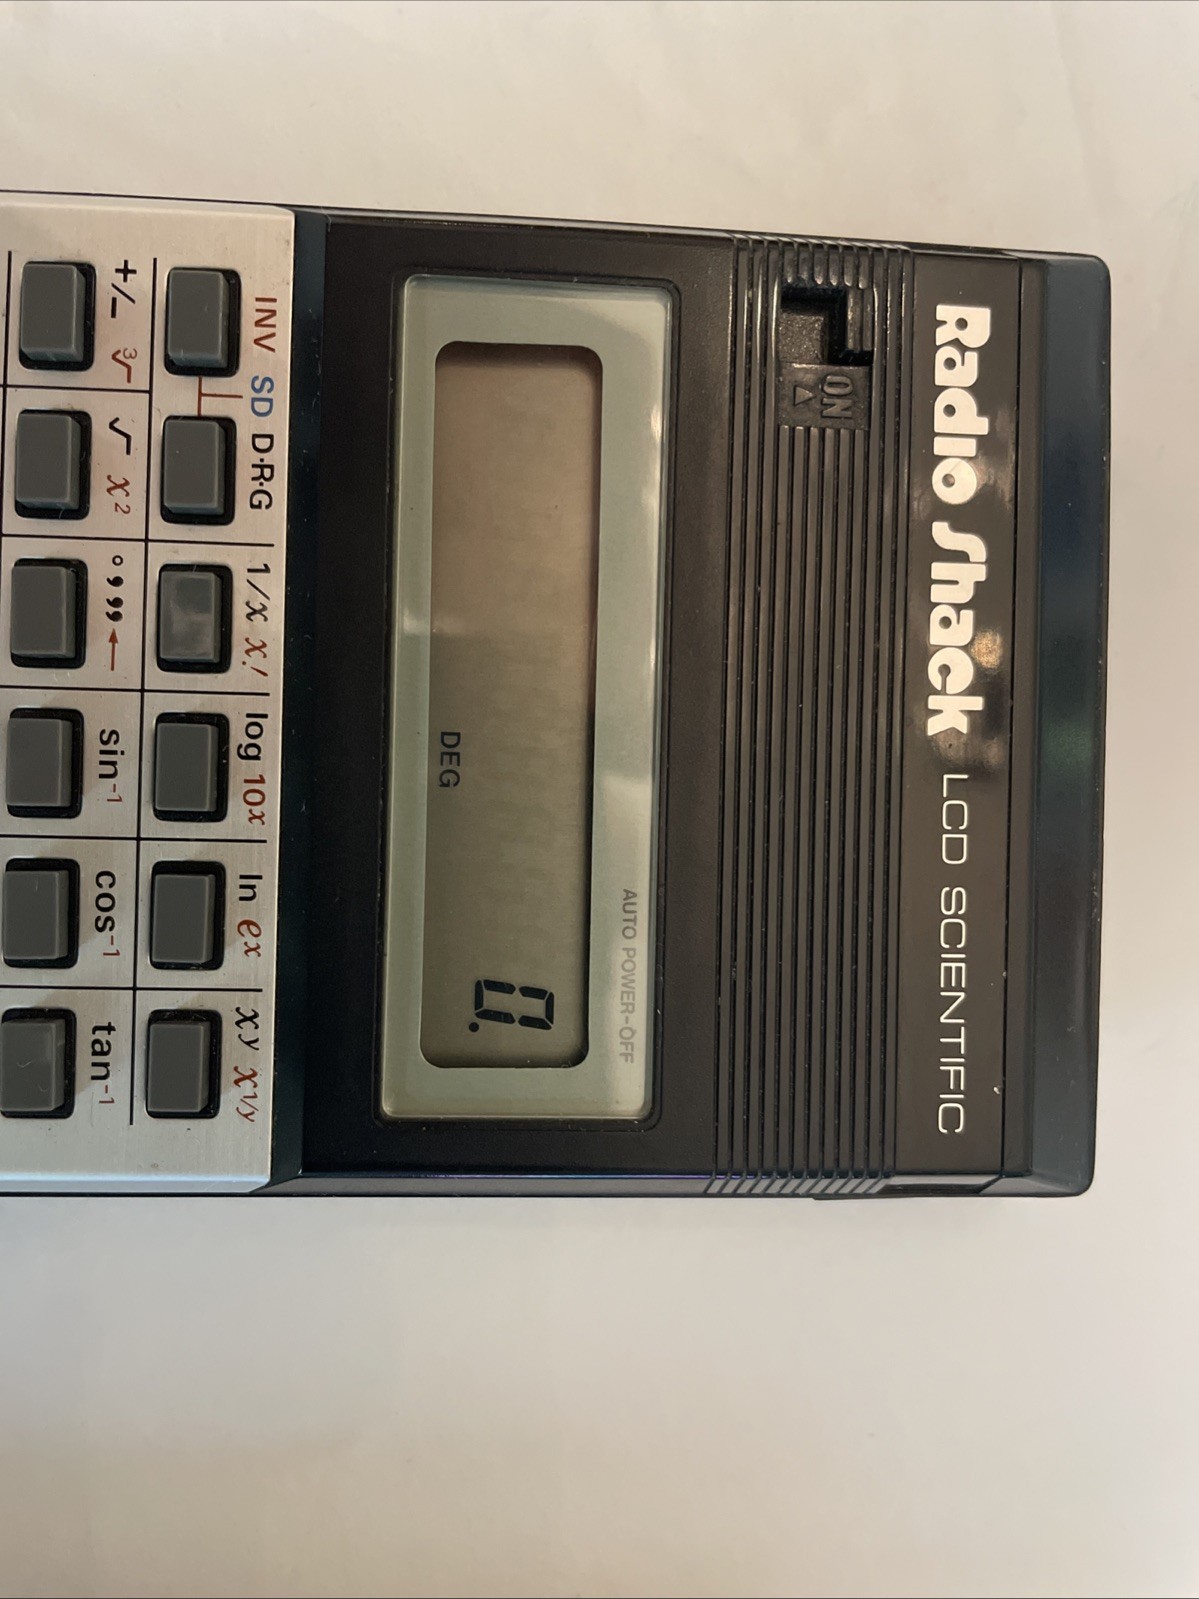 Radio Shack LCD SCIENTIFIC
ON
AUTO POWER-OFF
0.
DEG
INV SD D·R·G 1/x x! log 10x ln ex xy x1/y
+/− ³√ √ x² ° ’ ’’ ← sin-1 cos-1 tan-1